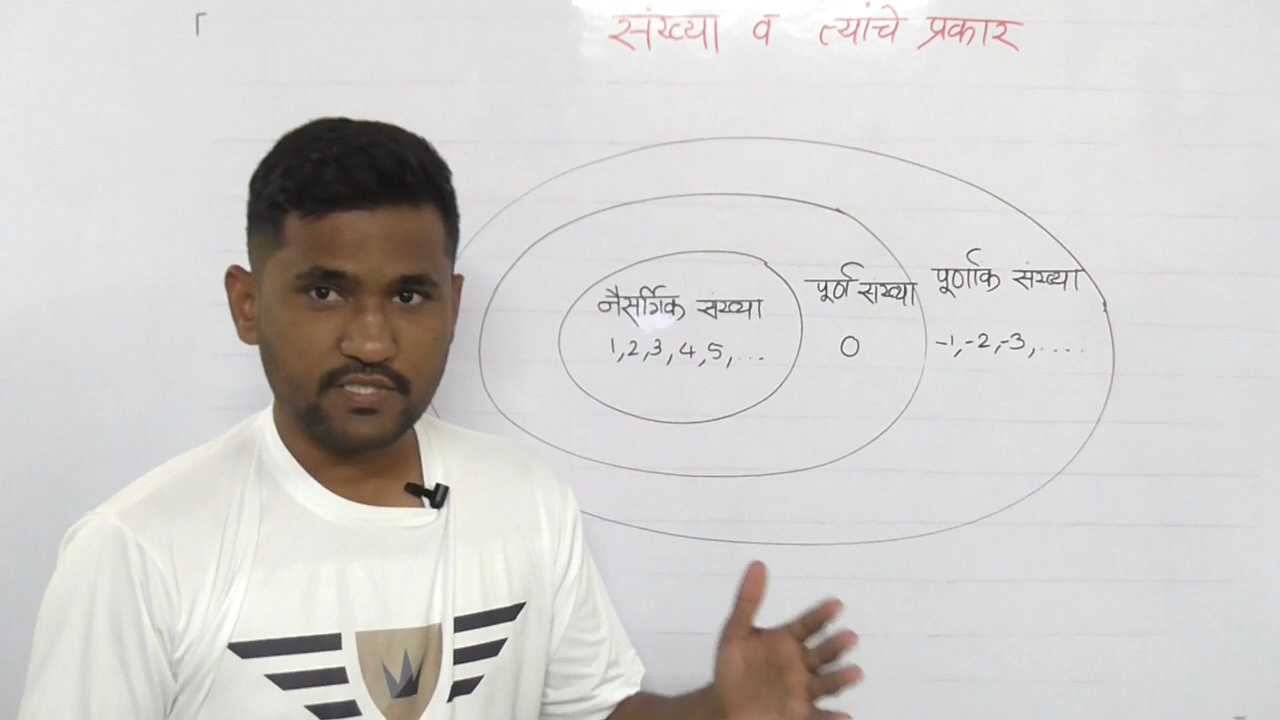 संख्या व त्यांचे प्रकार
नैसर्गिक संख्या
1,2,3,4,5,...
पूर्ण संख्या
0
पूर्णांक संख्या
-1,-2,-3,....